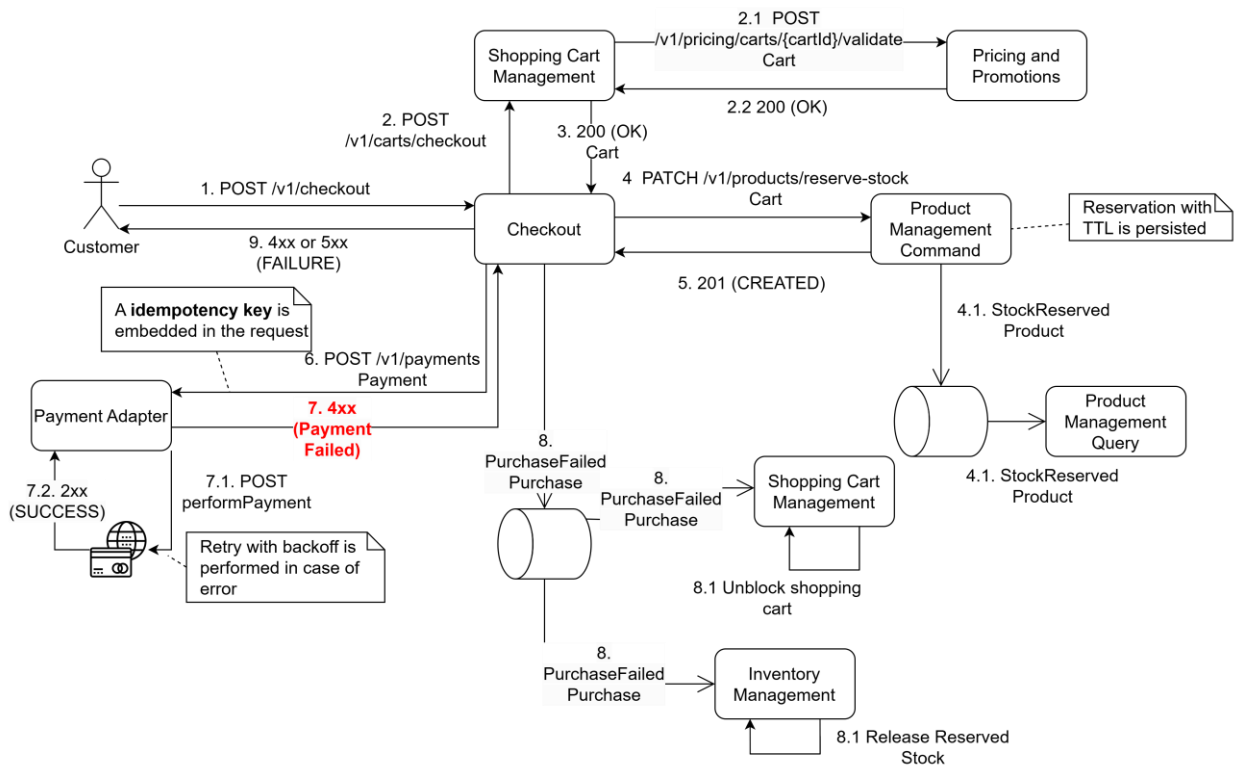 2.1 POST
/v1/pricing/carts/{cartId}/validate
Cart
Shopping Cart
Management
Pricing and
Promotions
2.2 200 (OK)
2. POST
/v1/carts/checkout
3. 200 (OK)
Cart
1. POST /v1/checkout
4 PATCH /v1/products/reserve-stock
Cart
Customer
Checkout
Product
Management
Command
Reservation with
TTL is persisted
9. 4xx or 5xx
(FAILURE)
5. 201 (CREATED)
A idempotency key is
embedded in the request
4.1. StockReserved
Product
6. POST /v1/payments
Payment
Payment Adapter
7. 4xx
(Payment
Failed)
Product
Management
Query
8.
PurchaseFailed
Purchase
4.1. StockReserved
Product
7.2. 2xx
(SUCCESS)
7.1. POST
performPayment
8.
PurchaseFailed
Purchase
Shopping Cart
Management
Retry with backoff is
performed in case of
error
8.1 Unblock shopping
cart
8.
PurchaseFailed
Purchase
Inventory
Management
8.1 Release Reserved
Stock